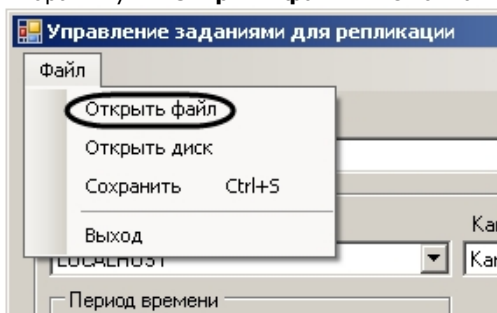 Управление заданиями для репликации
Файл
Открыть файл
Открыть диск
Сохранить Ctrl+S
Выход
LOCALHOST
Период времени